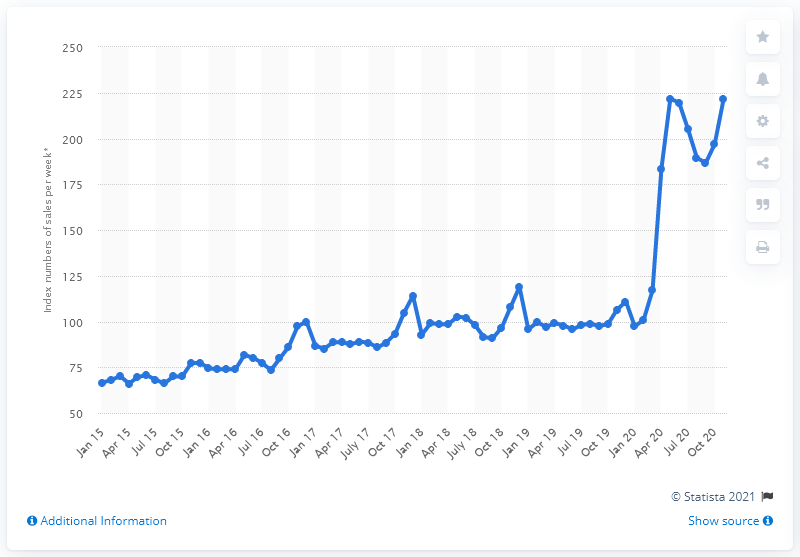 250
225
200
175
150
125
100
75
50
Index numbers of sales per week*
Jan 15
Apr 15
Jul 15
Oct 15
Jan 16
Apr 16
Jul 16
Oct 16
Jan 17
Apr 17
July 17
Oct 17
Jan 18
Apr 18
July 18
Oct 18
Jan 19
Apr 19
Jul 19
Oct 19
Jan 20
Apr 20
Jul 20
Oct 20
© Statista 2021
Additional Information
Show source